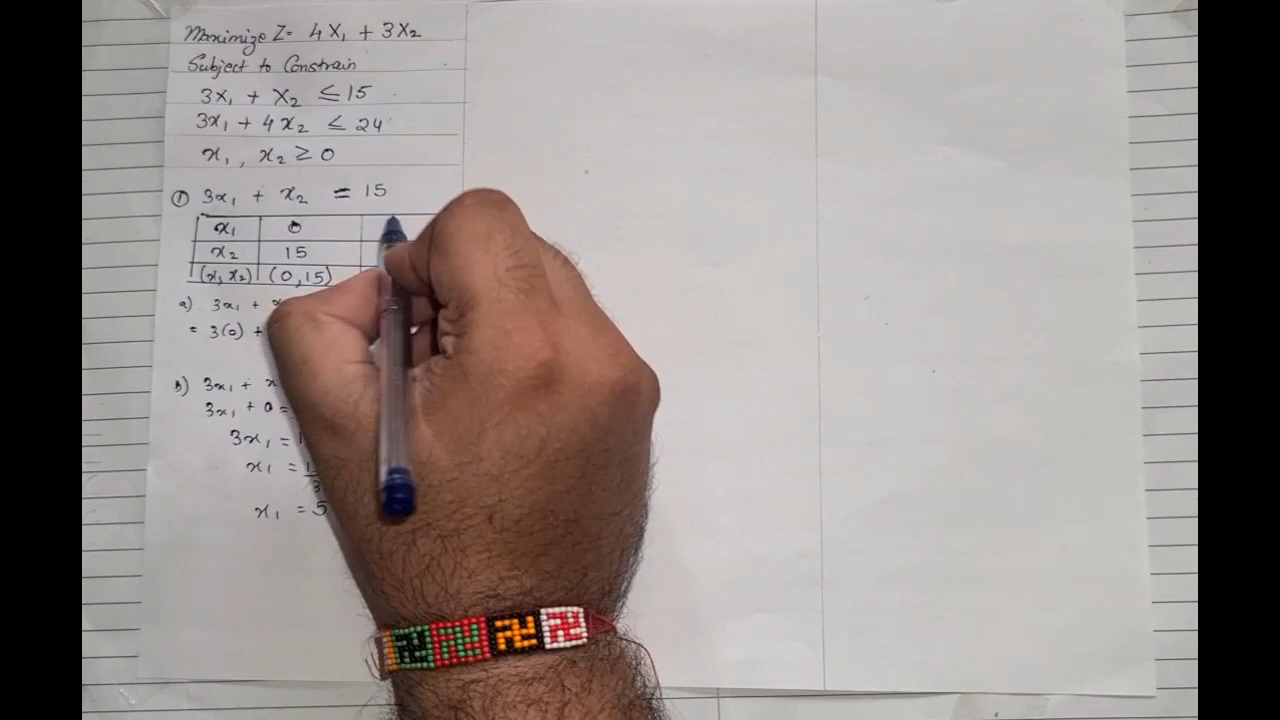 Maximize Z= 4X₁ + 3X₂
Subject to Constrain
3X₁ + X₂ ≤ 15
3x₁ + 4x₂ ≤ 24
x₁, x₂ ≥ 0
① 3x₁ + x₂ = 15
x₁ 0
x₂ 15
(x₁ x₂) (0,15)
a) 3x₁ +
= 3(0) +
b) 3x₁ +
3x₁ + 0 =
3x₁ =
x₁ =
x₁ = 5